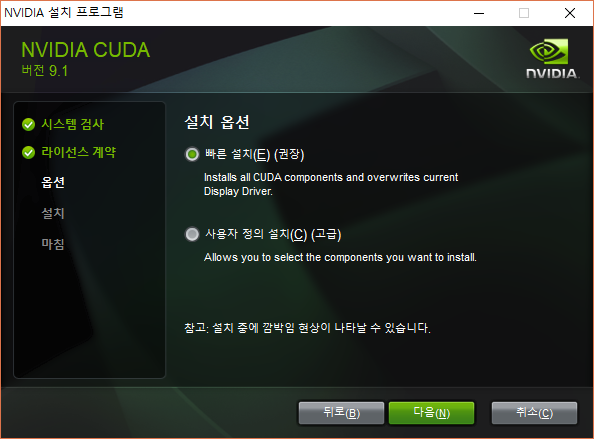 NVIDIA 설치 프로그램
NVIDIA CUDA
버전 9.1
NVIDIA.
시스템 검사
라이선스 계약
옵션
설치
마침
설치 옵션
빠른 설치(E) (권장)
Installs all CUDA components and overwrites current
Display Driver.
사용자 정의 설치(C) (고급)
Allows you to select the components you want to install.
참고: 설치 중에 깜박임 현상이 나타날 수 있습니다.
뒤로(B)
다음(N)
취소(C)